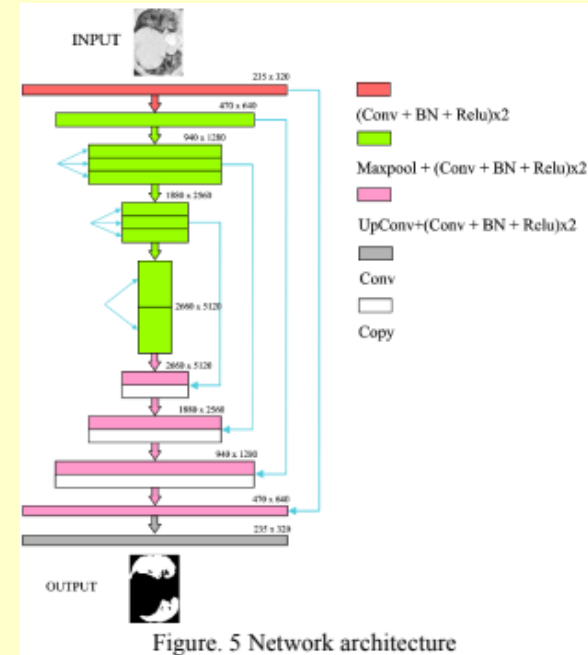 INPUT
235 x 320
470 x 640
940 x 1280
1880 x 2560
2660 x 5120
2660 x 5120
1880 x 2560
940 x 1280
470 x 640
235 x 320
OUTPUT
(Conv + BN + Relu)x2
Maxpool + (Conv + BN + Relu)x2
UpConv+(Conv + BN + Relu)x2
Conv
Copy
Figure. 5 Network architecture